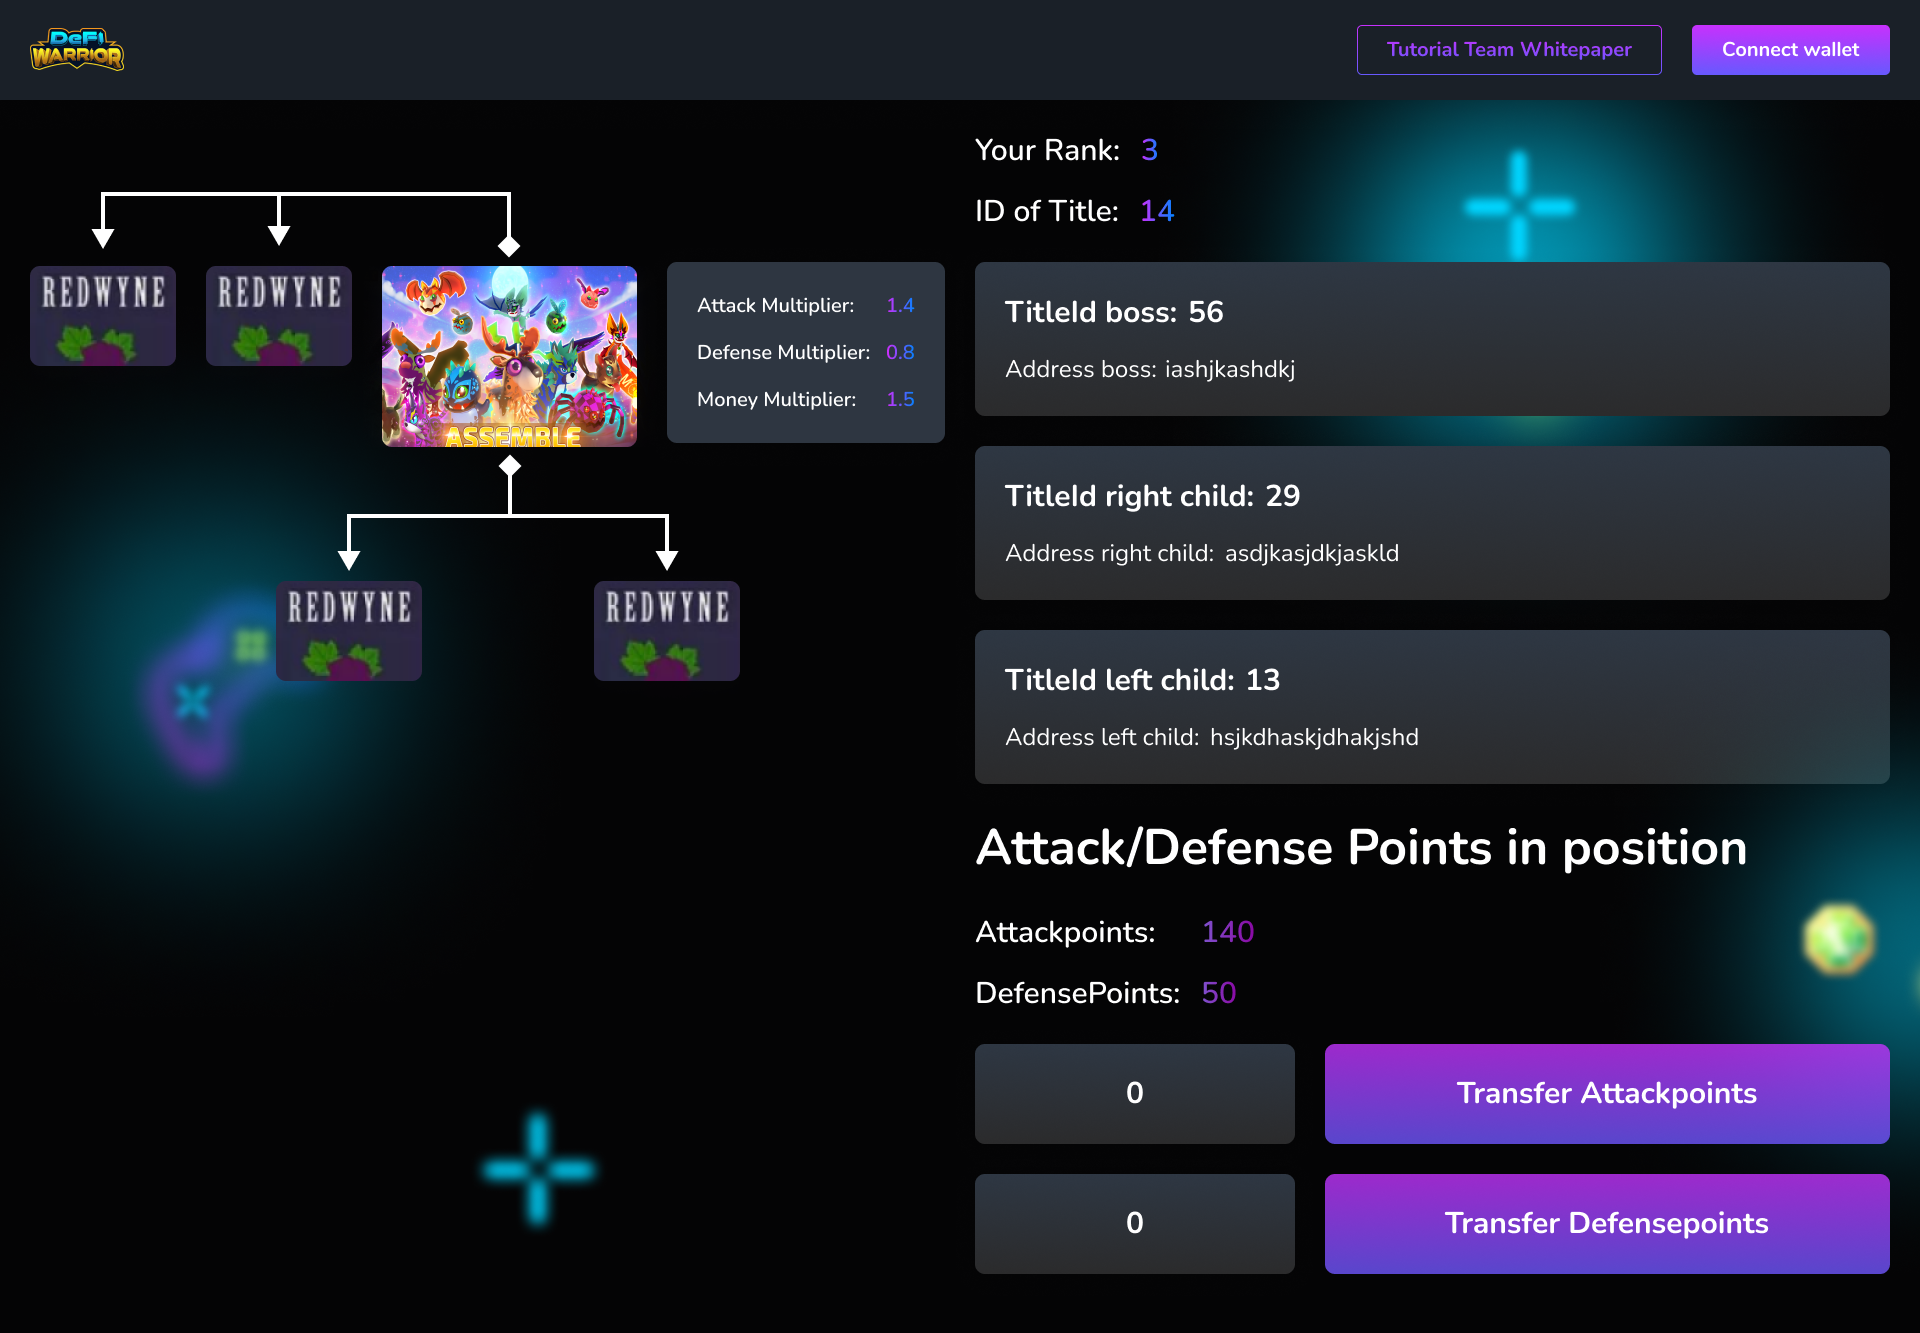 DeFi
WARRIOR
Tutorial Team Whitepaper
Connect wallet
REDWYNE
REDWYNE
ASSEMBLE
Attack Multiplier: 1.4
Defense Multiplier: 0.8
Money Multiplier: 1.5
REDWYNE
REDWYNE
Your Rank: 3
ID of Title: 14
TitleId boss: 56
Address boss: iashjkashdkj
TitleId right child: 29
Address right child: asdjkasjdkjaskld
TitleId left child: 13
Address left child: hsjkdhaskjdhakjshd
Attack/Defense Points in position
Attackpoints: 140
DefensePoints: 50
0
Transfer Attackpoints
0
Transfer Defensepoints